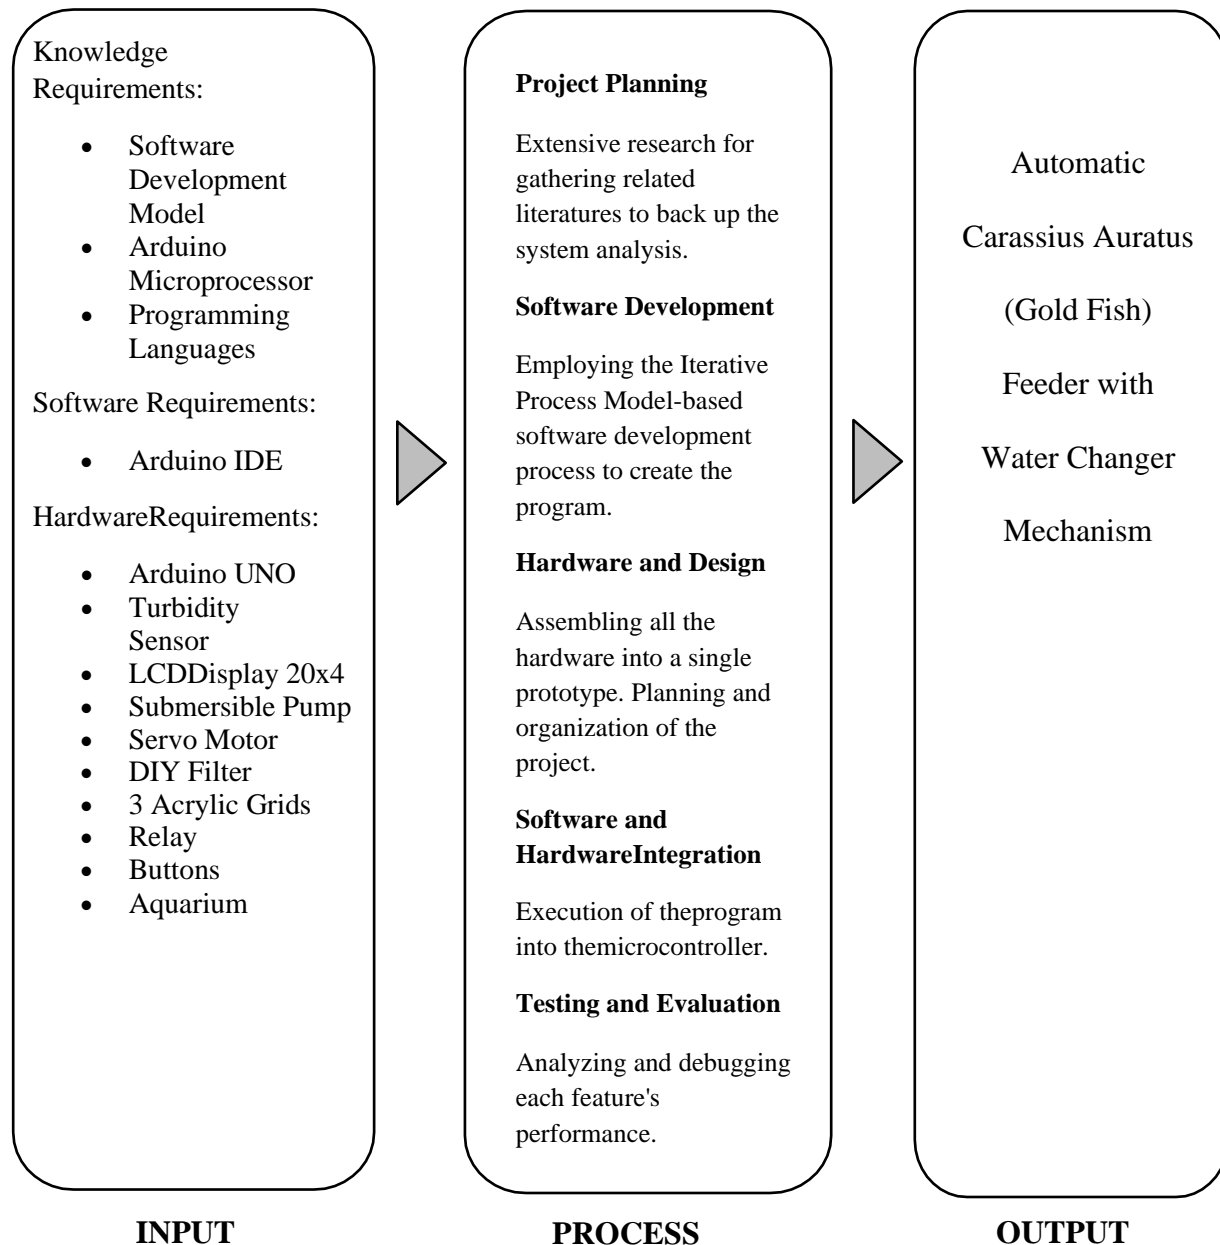 Knowledge
Requirements:
• Software
Development
Model
• Arduino
Microprocessor
• Programming
Languages
Software Requirements:
• Arduino IDE
HardwareRequirements:
• Arduino UNO
• Turbidity
Sensor
• LCDDisplay 20x4
• Submersible Pump
• Servo Motor
• DIY Filter
• 3 Acrylic Grids
• Relay
• Buttons
• Aquarium
INPUT
Project Planning
Extensive research for
gathering related
literatures to back up the
system analysis.
Software Development
Employing the Iterative
Process Model-based
software development
process to create the
program.
Hardware and Design
Assembling all the
hardware into a single
prototype. Planning and
organization of the
project.
Software and
HardwareIntegration
Execution of theprogram
into themicrocontroller.
Testing and Evaluation
Analyzing and debugging
each feature's
performance.
PROCESS
Automatic
Carassius Auratus
(Gold Fish)
Feeder with
Water Changer
Mechanism
OUTPUT